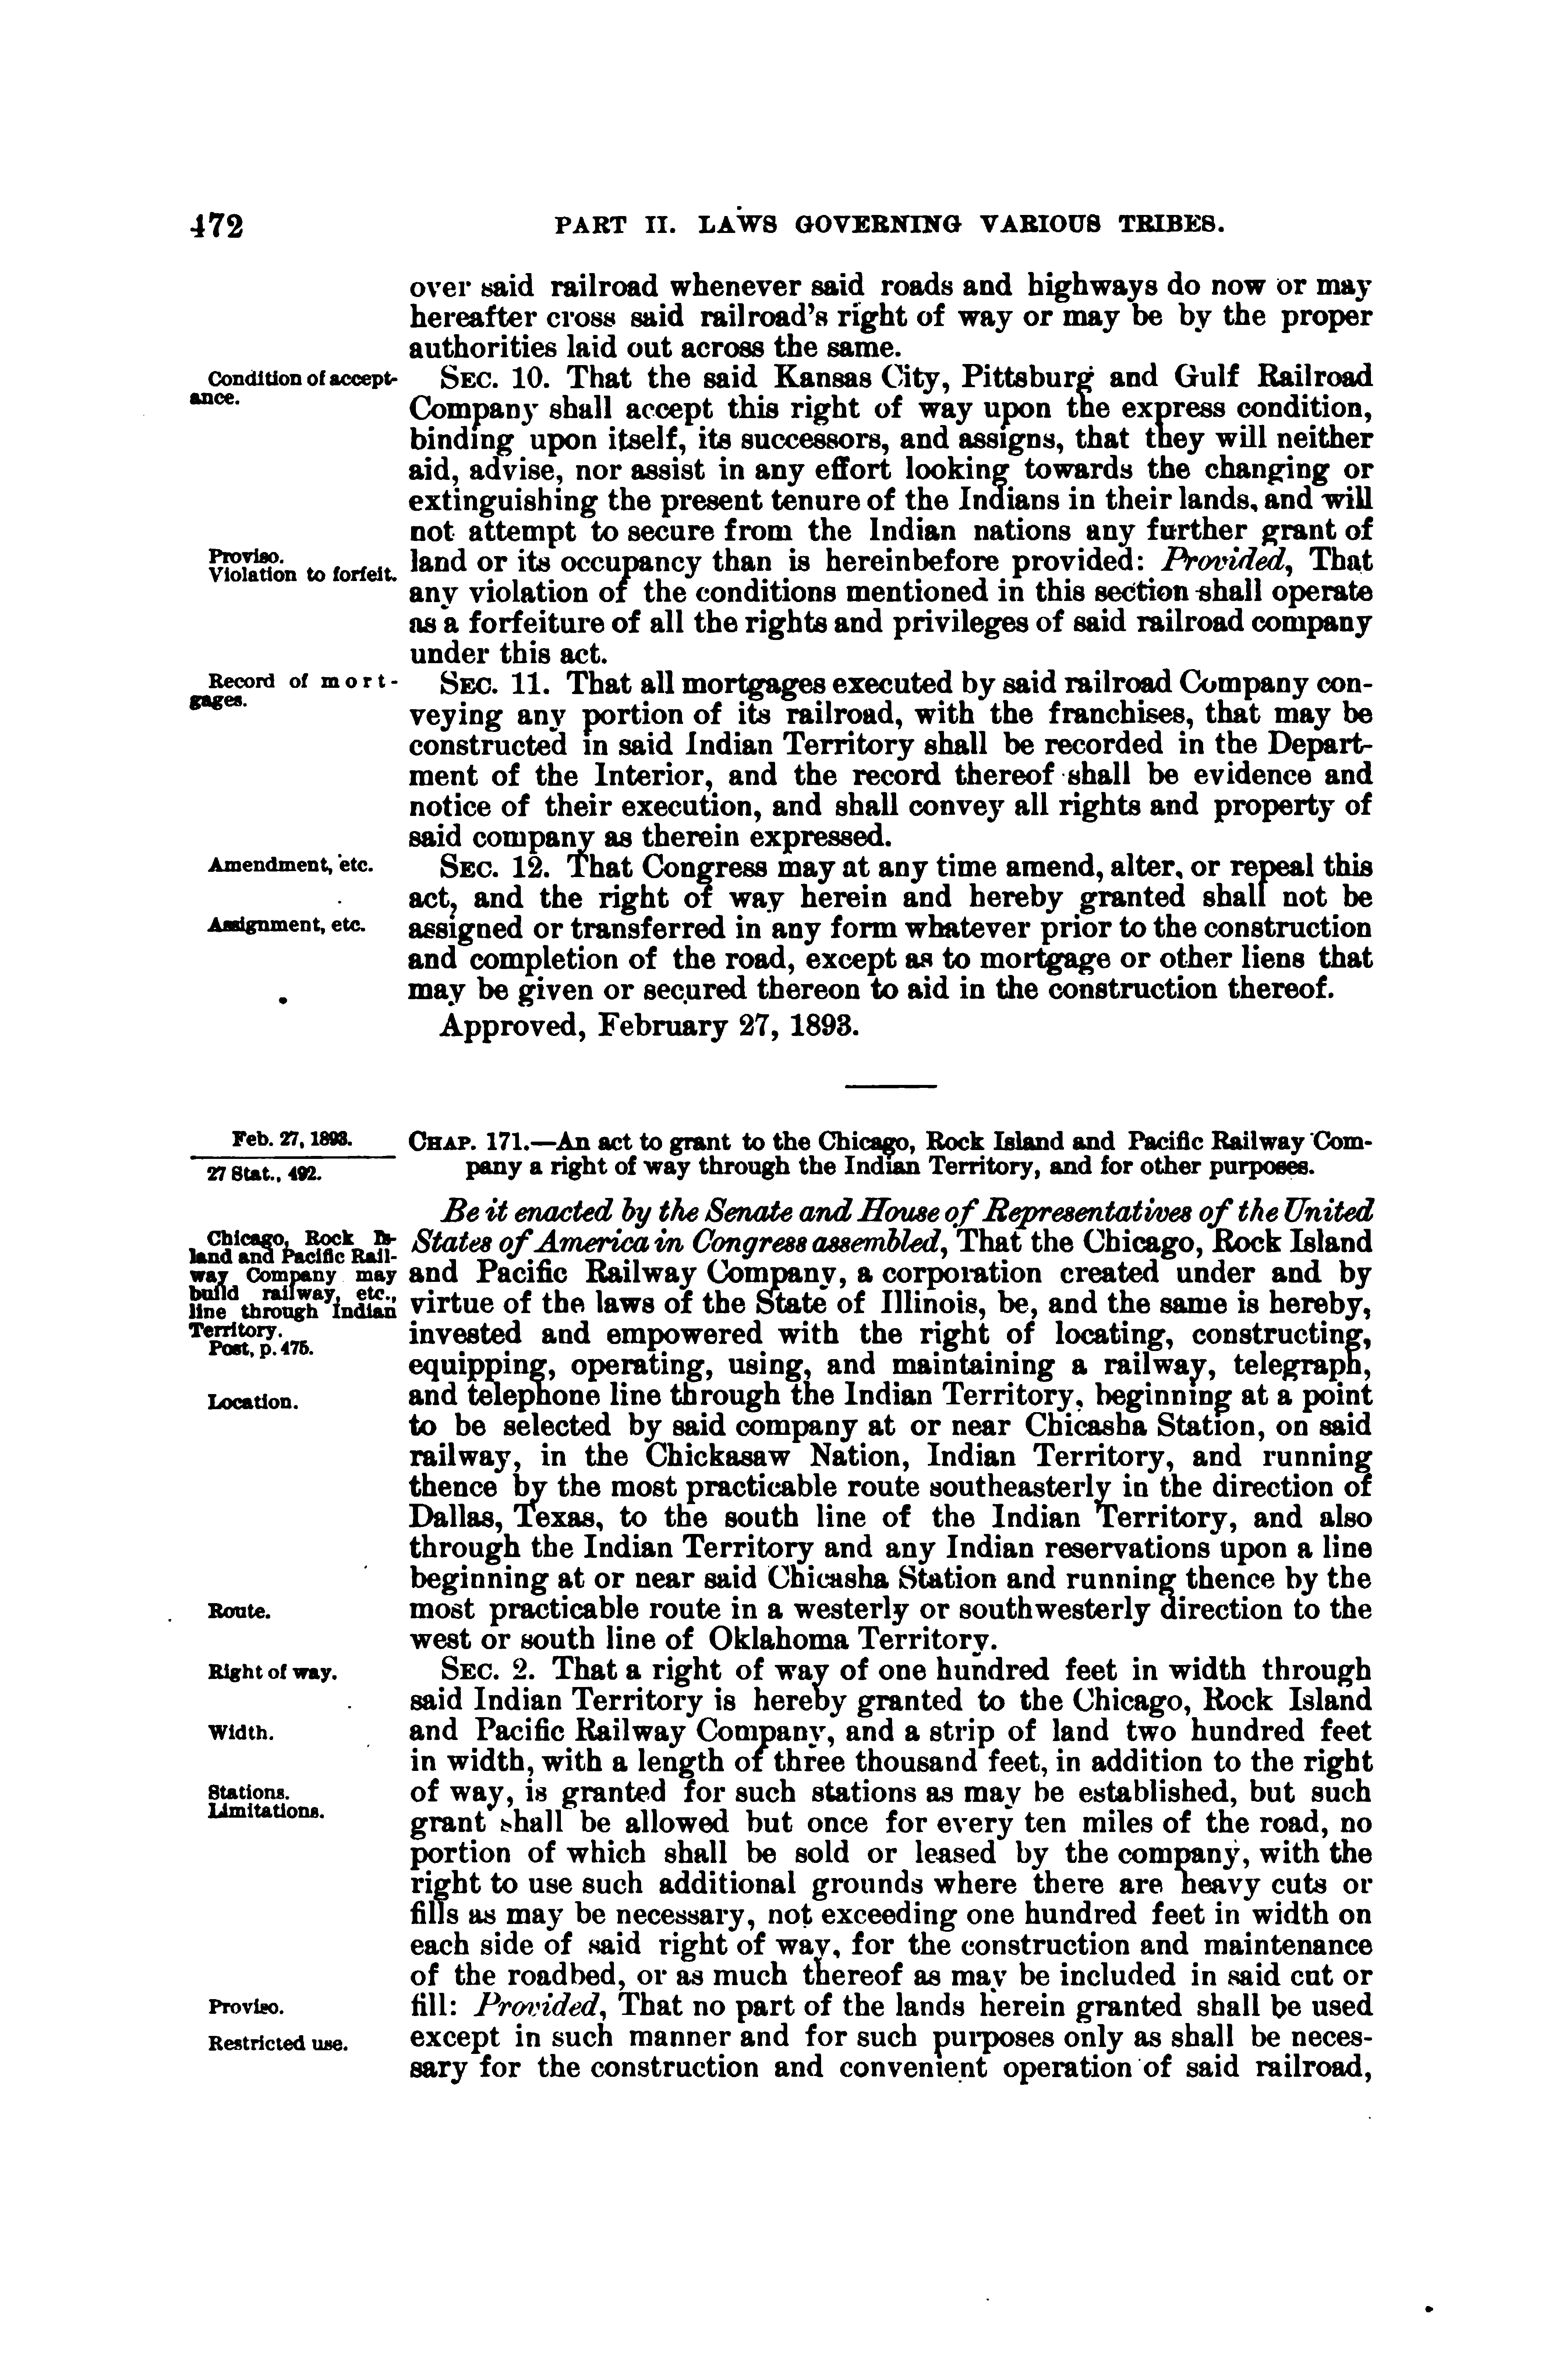 472
PART II. LAWS GOVERNING VARIOUS TRIBES.
over said railroad whenever said roads and highways do now or may
hereafter cross said railroad's right of way or may be by the proper
authorities laid out across the same.
Condition of accept-
ance.
SEC. 10. That the said Kansas City, Pittsburg and Gulf Railroad
Company shall accept this right of way upon the express condition,
binding upon itself, its successors, and assigns, that they will neither
aid, advise, nor assist in any effort looking towards the changing or
extinguishing the present tenure of the Indians in their lands, and will
not attempt to secure from the Indian nations any further grant of
Proviso.
Violation to forfeit.
land or its occupancy than is hereinbefore provided: Provided, That
any violation of the conditions mentioned in this section shall operate
as a forfeiture of all the rights and privileges of said railroad company
under this act.
Record of mort-
gages.
SEC. 11. That all mortgages executed by said railroad Company con-
veying any portion of its railroad, with the franchises, that may be
constructed in said Indian Territory shall be recorded in the Depart-
ment of the Interior, and the record thereof shall be evidence and
notice of their execution, and shall convey all rights and property of
said company as therein expressed.
Amendment, etc.
SEC. 12. That Congress may at any time amend, alter, or repeal this
act, and the right of way herein and hereby granted shall not be
Assignment, etc.
assigned or transferred in any form whatever prior to the construction
and completion of the road, except as to mortgage or other liens that
may be given or secured thereon to aid in the construction thereof.
Approved, February 27, 1893.
Feb. 27, 1893.
27 Stat., 492.
CHAP. 171.—An act to grant to the Chicago, Rock Island and Pacific Railway Com-
pany a right of way through the Indian Territory, and for other purposes.
Be it enacted by the Senate and House of Representatives of the United
Chicago, Rock Is-
land and Pacific Rail-
way Company may
build railway, etc.,
line through Indian
Territory.
Post, p. 475.
States of America in Congress assembled, That the Chicago, Rock Island
and Pacific Railway Company, a corporation created under and by
virtue of the laws of the State of Illinois, be, and the same is hereby,
invested and empowered with the right of locating, constructing,
equipping, operating, using, and maintaining a railway, telegraph,
Location.
and telephone line through the Indian Territory, beginning at a point
to be selected by said company at or near Chicasha Station, on said
railway, in the Chickasaw Nation, Indian Territory, and running
thence by the most practicable route southeasterly in the direction of
Dallas, Texas, to the south line of the Indian Territory, and also
through the Indian Territory and any Indian reservations upon a line
beginning at or near said Chicasha Station and running thence by the
Route.
most practicable route in a westerly or southwesterly direction to the
west or south line of Oklahoma Territory.
Right of way.
SEC. 2. That a right of way of one hundred feet in width through
said Indian Territory is hereby granted to the Chicago, Rock Island
Width.
and Pacific Railway Company, and a strip of land two hundred feet
in width, with a length of three thousand feet, in addition to the right
Stations.
Limitations.
of way, is granted for such stations as may be established, but such
grant shall be allowed but once for every ten miles of the road, no
portion of which shall be sold or leased by the company, with the
right to use such additional grounds where there are heavy cuts or
fills as may be necessary, not exceeding one hundred feet in width on
each side of said right of way, for the construction and maintenance
of the roadbed, or as much thereof as may be included in said cut or
Proviso.
fill: Provided, That no part of the lands herein granted shall be used
Restricted use.
except in such manner and for such purposes only as shall be neces-
sary for the construction and convenient operation of said railroad,